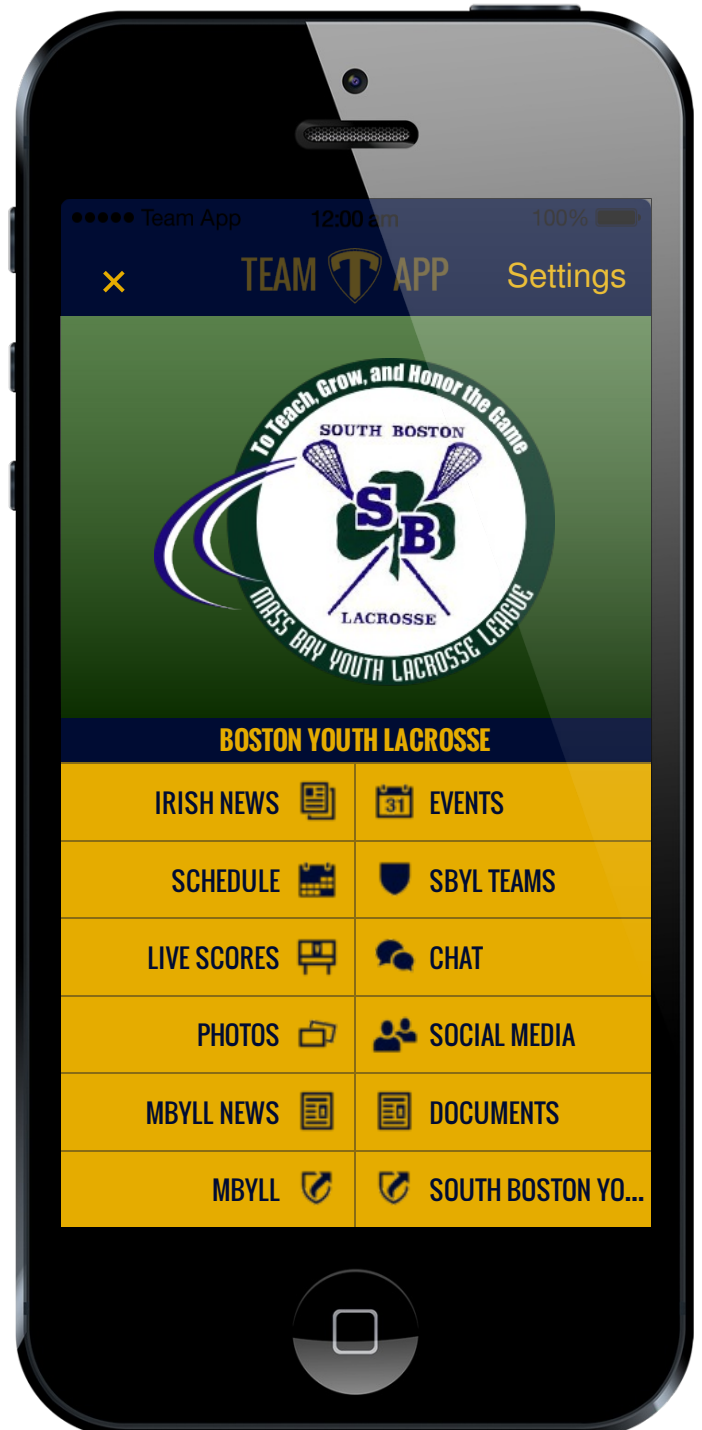 ●●●●● Team App 12:00 am 100%
× TEAM T APP Settings
To Teach, Grow, and Honor the Game
SOUTH BOSTON
SB
LACROSSE
MASS BAY YOUTH LACROSSE LEAGUE
BOSTON YOUTH LACROSSE
IRISH NEWS 31 EVENTS
SCHEDULE SBYL TEAMS
LIVE SCORES CHAT
PHOTOS SOCIAL MEDIA
MBYLL NEWS DOCUMENTS
MBYLL SOUTH BOSTON YO...